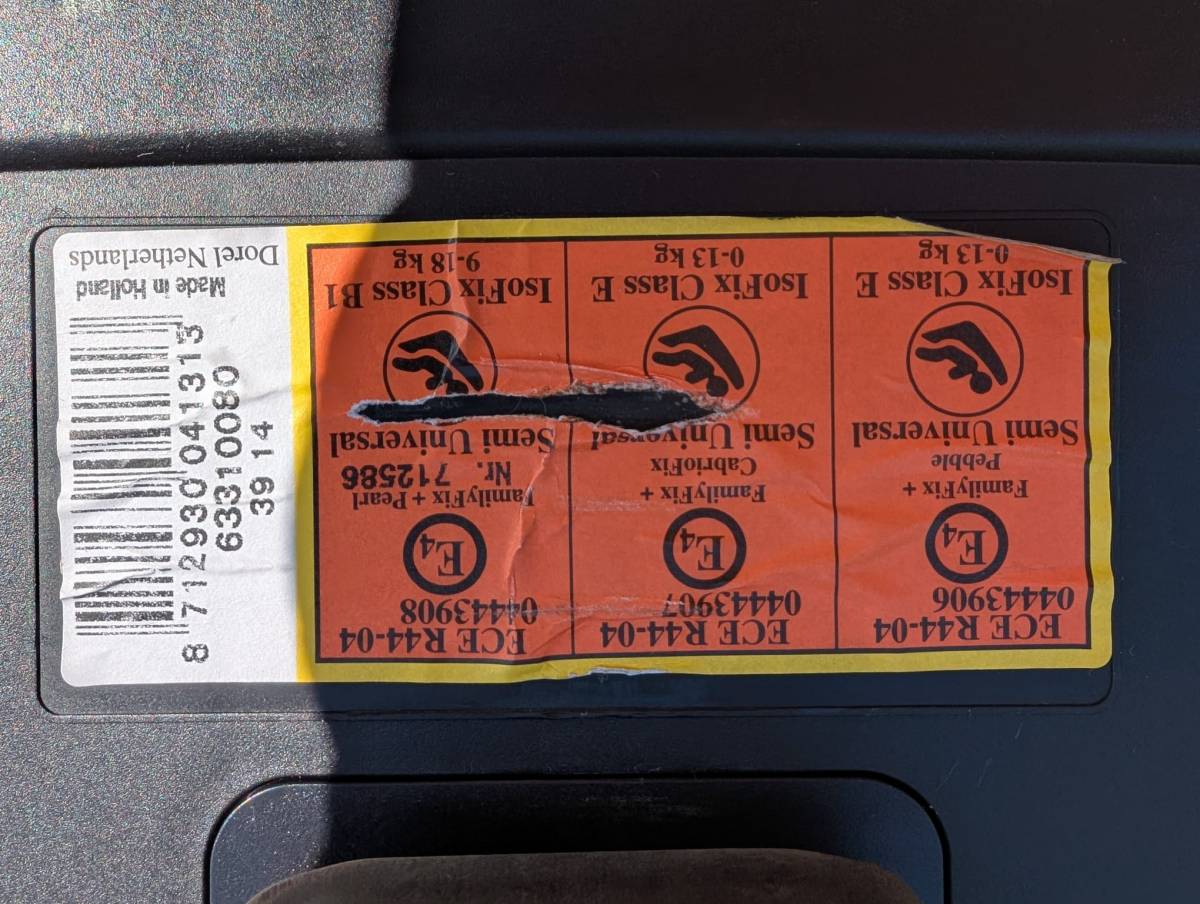 ECE R44-04
04443906
E4
FamilyFix +
Pebble
Semi Universal
IsoFix Class E
0-13 kg
ECE R44-04
04443907
E4
FamilyFix +
CabrioFix
Semi Universal
IsoFix Class E
0-13 kg
ECE R44-04
04443908
E4
FamilyFix + Pearl
Nr. 712586
Semi Universal
IsoFix Class B1
9-18 kg
8 712930 041313
63310080
39 14
Made in Holland
Dorel Netherlands